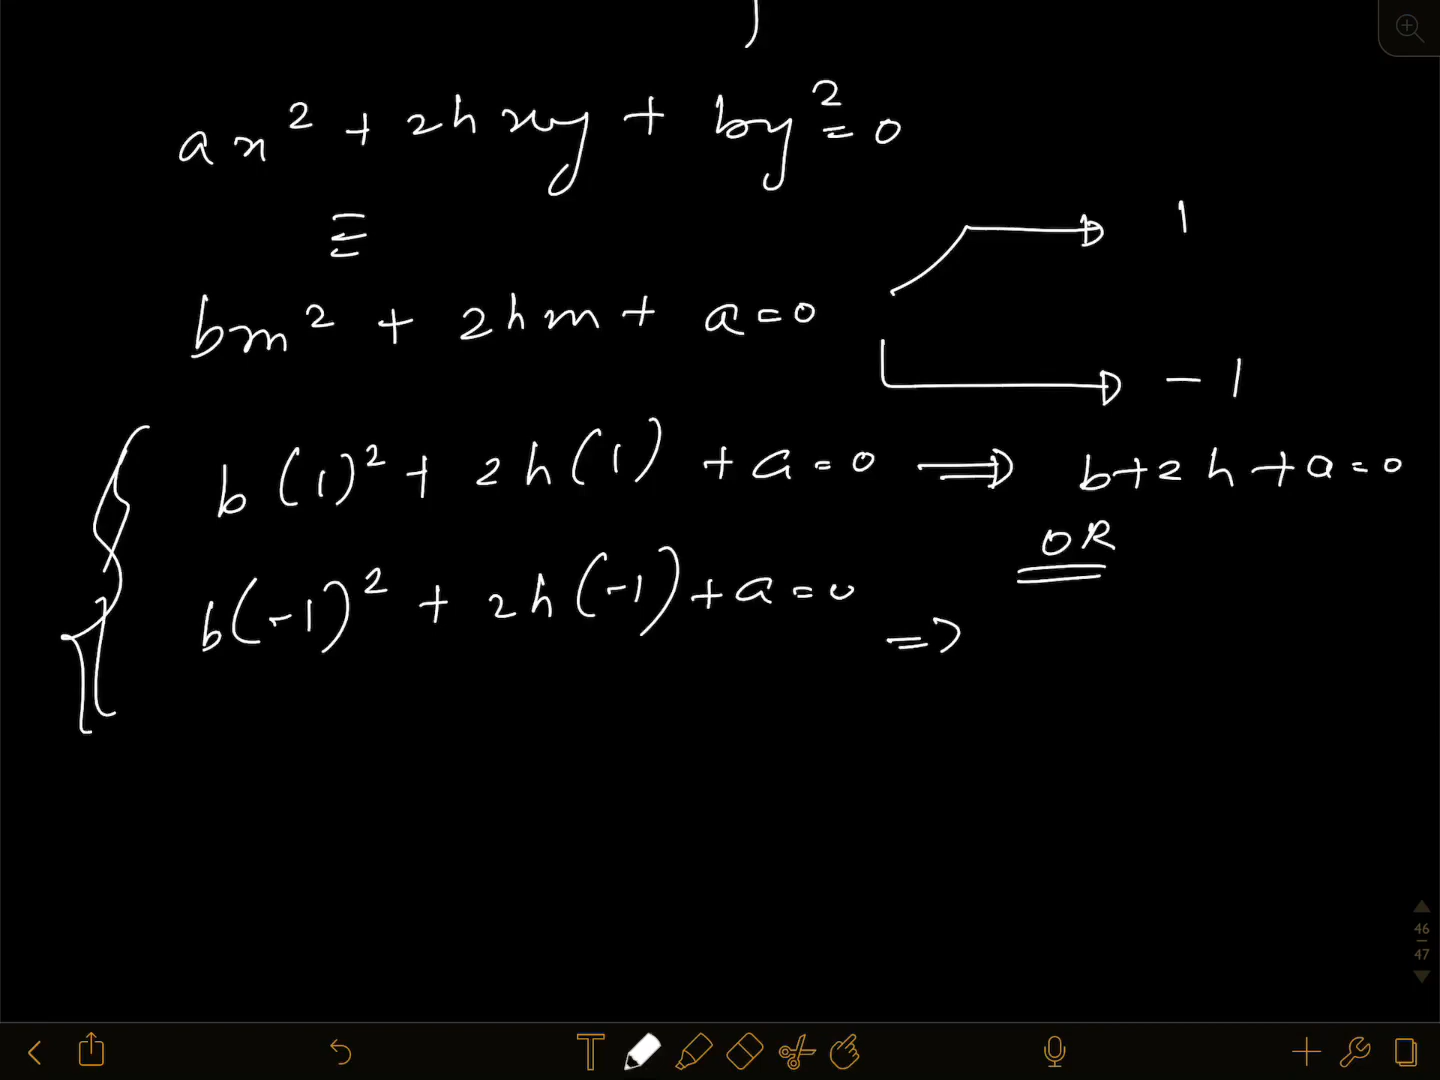 ax² + 2hxy + by² = 0
≡
bm² + 2hm + a = 0
1
- 1
b(1)² + 2h(1) + a = 0 ⟹ b + 2h + a = 0
OR
b(-1)² + 2h(-1) + a = 0 =>
46
47
T